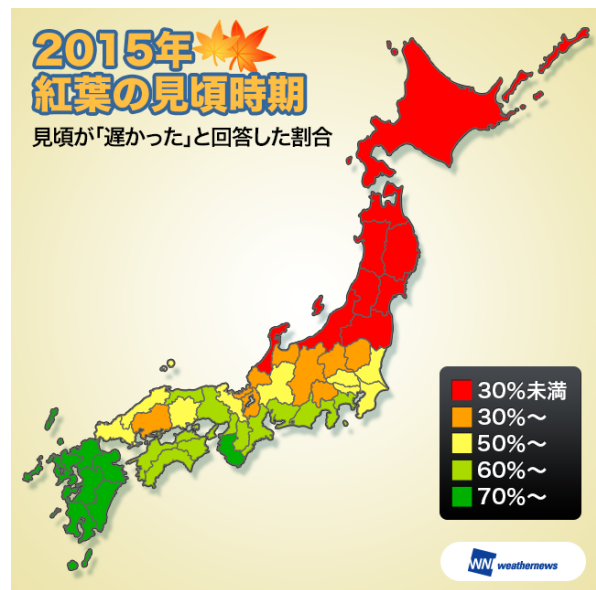 2015年
紅葉の見頃時期
見頃が「遅かった」と回答した割合
30%未満
30%〜
50%〜
60%〜
70%〜
WNI weathernews